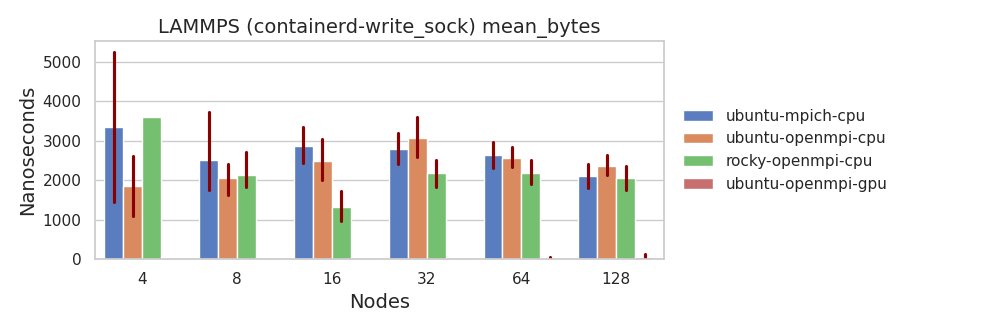 LAMMPS (containerd-write_sock) mean_bytes
Nanoseconds
5000
4000
3000
2000
1000
0
4 8 16 32 64 128
Nodes
ubuntu-mpich-cpu
ubuntu-openmpi-cpu
rocky-openmpi-cpu
ubuntu-openmpi-gpu